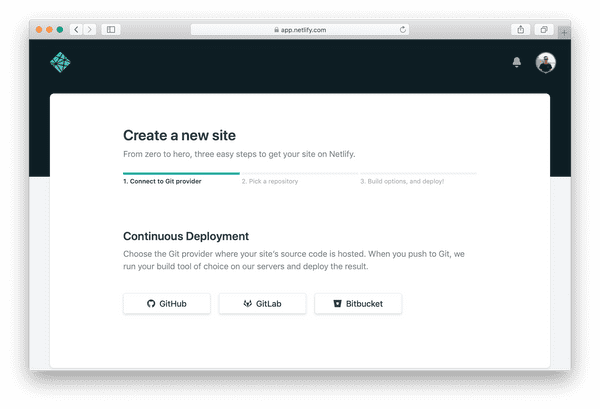 app.netlify.com
Create a new site
From zero to hero, three easy steps to get your site on Netlify.
1. Connect to Git provider
2. Pick a repository
3. Build options, and deploy!
Continuous Deployment
Choose the Git provider where your site's source code is hosted. When you push to Git, we
run your build tool of choice on our servers and deploy the result.
GitHub
GitLab
Bitbucket